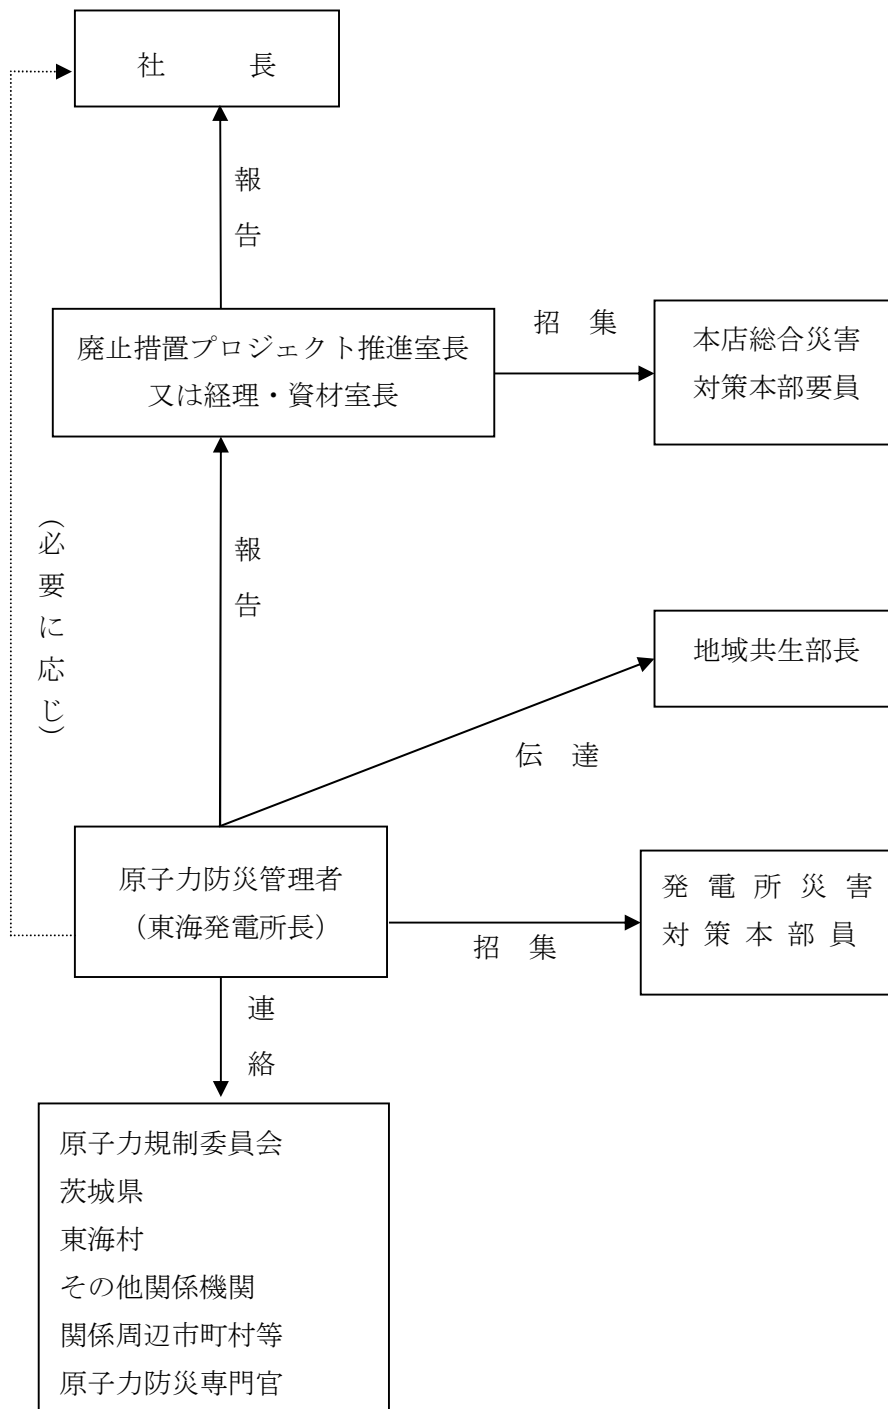 社　　　長
報告
廃止措置プロジェクト推進室長
又は経理・資材室長
招　集
本店総合災害
対策本部要員
(必要に応じ)
報告
地域共生部長
伝　達
原子力防災管理者
（東海発電所長）
招　集
発 電 所 災 害
対 策 本 部 員
連絡
原子力規制委員会
茨城県
東海村
その他関係機関
関係周辺市町村等
原子力防災専門官